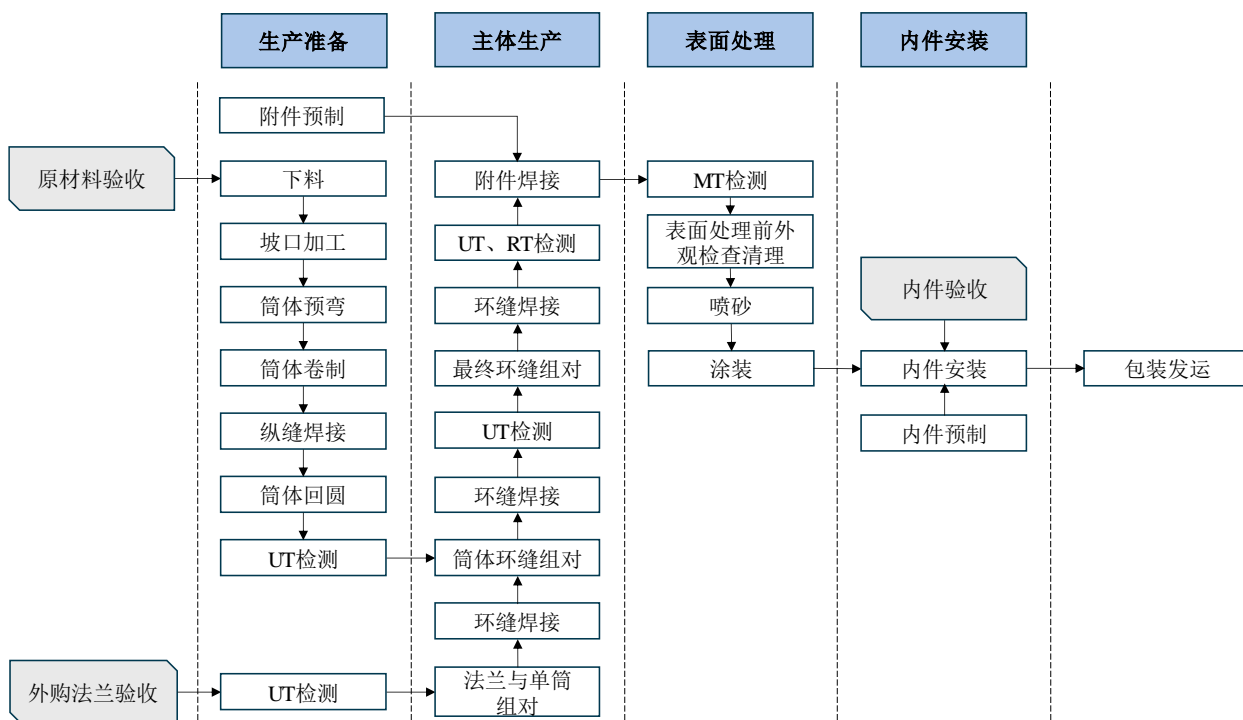 生产准备
主体生产
表面处理
内件安装
附件预制
原材料验收
下料
附件焊接
MT检测
坡口加工
UT、RT检测
表面处理前外
观检查清理
筒体预弯
环缝焊接
喷砂
内件验收
筒体卷制
最终环缝组对
涂装
内件安装
包装发运
纵缝焊接
UT检测
内件预制
筒体回圆
环缝焊接
UT检测
筒体环缝组对
环缝焊接
外购法兰验收
UT检测
法兰与单筒
组对